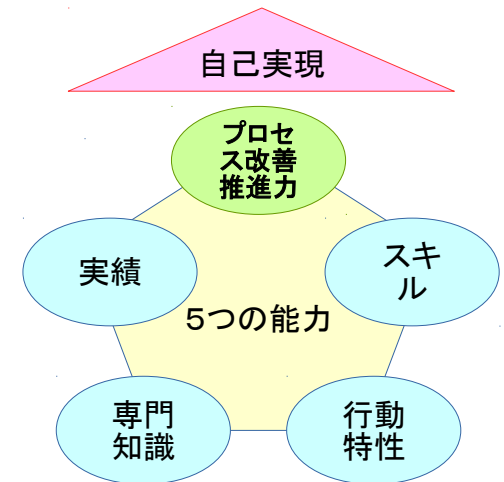 自己実現
プロセ
ス改善
推進力
実績
スキ
ル
5つの能力
専門
知識
行動
特性